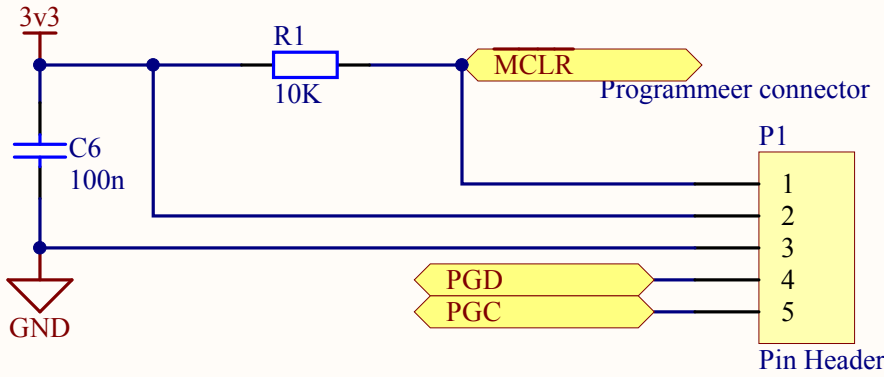 3v3
R1
10K
MCLR
Programmeer connector
C6
100n
P1
1
2
3
4
5
PGD
PGC
GND
Pin Header